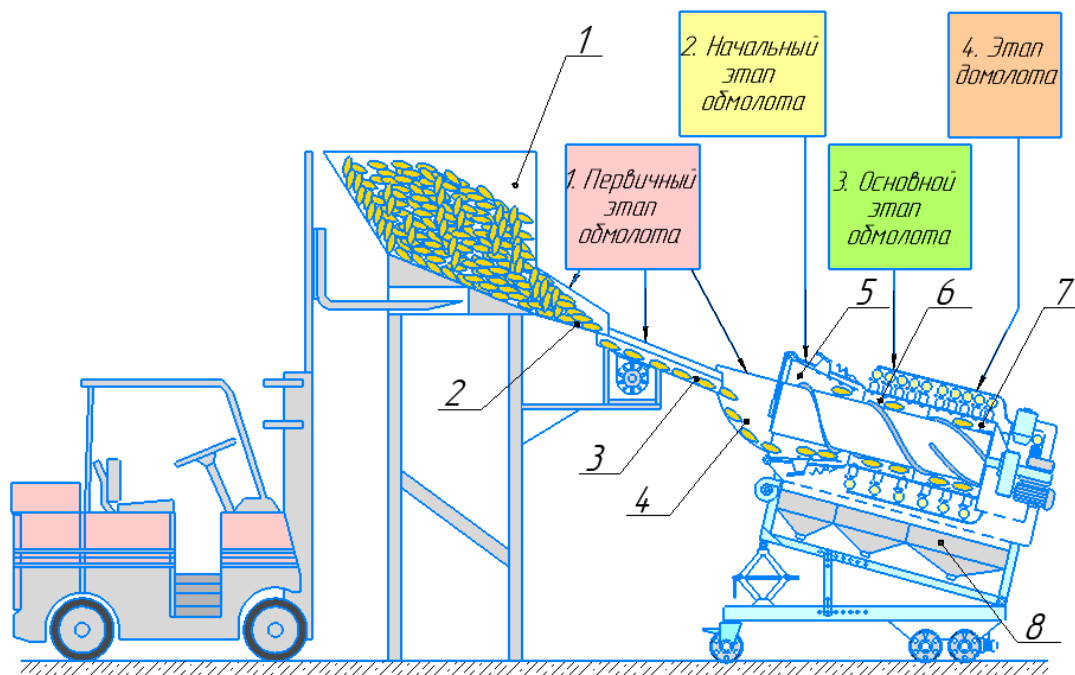 1
2. Начальный
этап
обмолота
4. Этап
домолота
1. Первичный
этап
обмолота
3. Основной
этап
обмолота
5
6
7
2
3
4
8